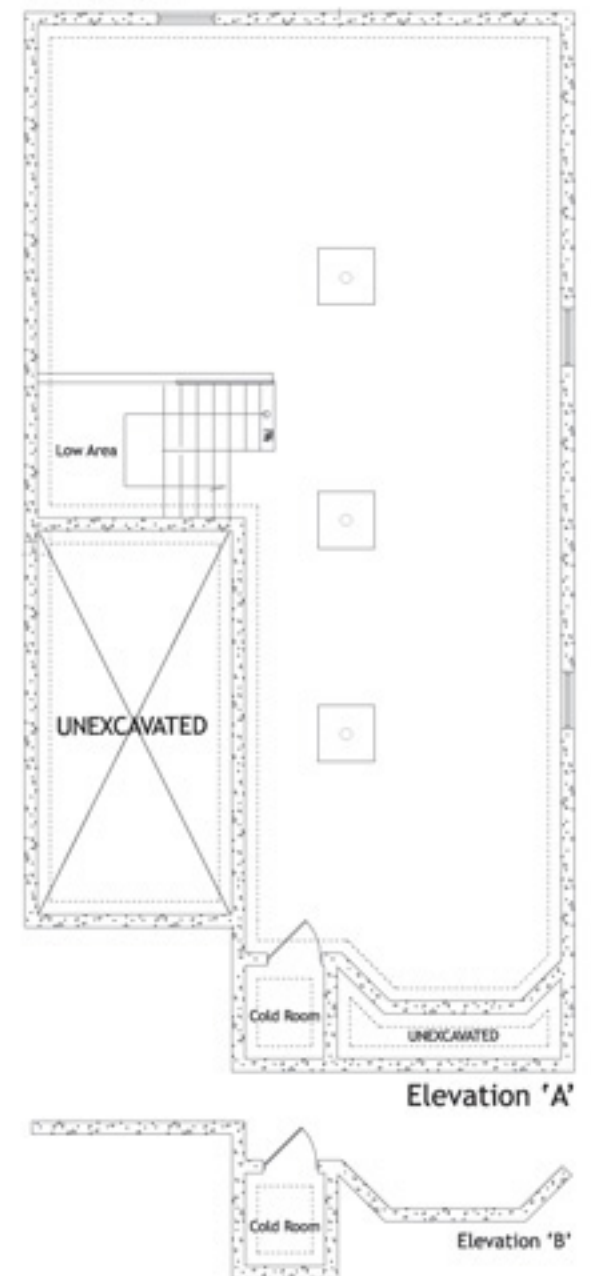 Low Area
UNEXCAVATED
Cold Room
UNEXCAVATED
Elevation 'A'
Cold Room
Elevation 'B'